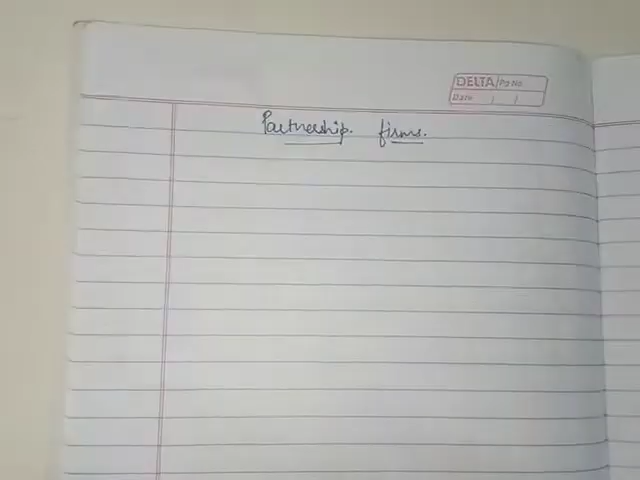 DELTA/Pg No.
Date / /
Partnership. firms.